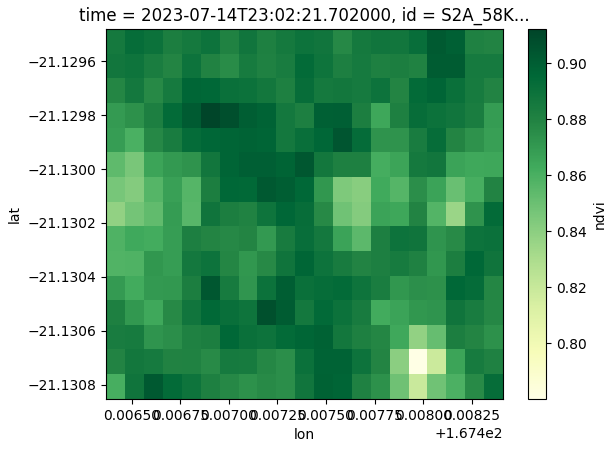 time = 2023-07-14T23:02:21.702000, id = S2A_58K...
−21.1296
−21.1298
−21.1300
−21.1302
−21.1304
−21.1306
−21.1308
lat
0.00650 0.00675 0.00700 0.00725 0.00750 0.00775 0.00800 0.00825
lon
+1.674e2
0.90
0.88
0.86
0.84
0.82
0.80
ndvi